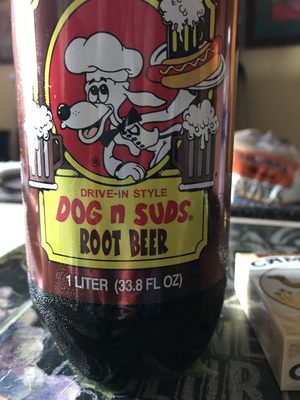 DRIVE-IN STYLE
DOG n SUDS®
ROOT BEER
1 LITER (33.8 FL OZ)